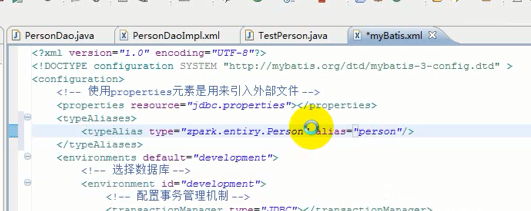 PersonDao.java PersonDaoImpl.xml TestPerson.java *myBatis.xml
<?xml version="1.0" encoding="UTF-8"?>
<!DOCTYPE configuration SYSTEM "http://mybatis.org/dtd/mybatis-3-config.dtd" >
<configuration>
<!-- 使用properties元素是用来引入外部文件 -->
<properties resource="jdbc.properties"></properties>
<typeAliases>
<typeAlias type="spark.entiry.Person" alias="person"/>
</typeAliases>
<environments default="development">
<!-- 选择数据库 -->
<environment id="development">
<!-- 配置事务管理机制 -->
<transactionManager type="JDBC"></transactionManager>